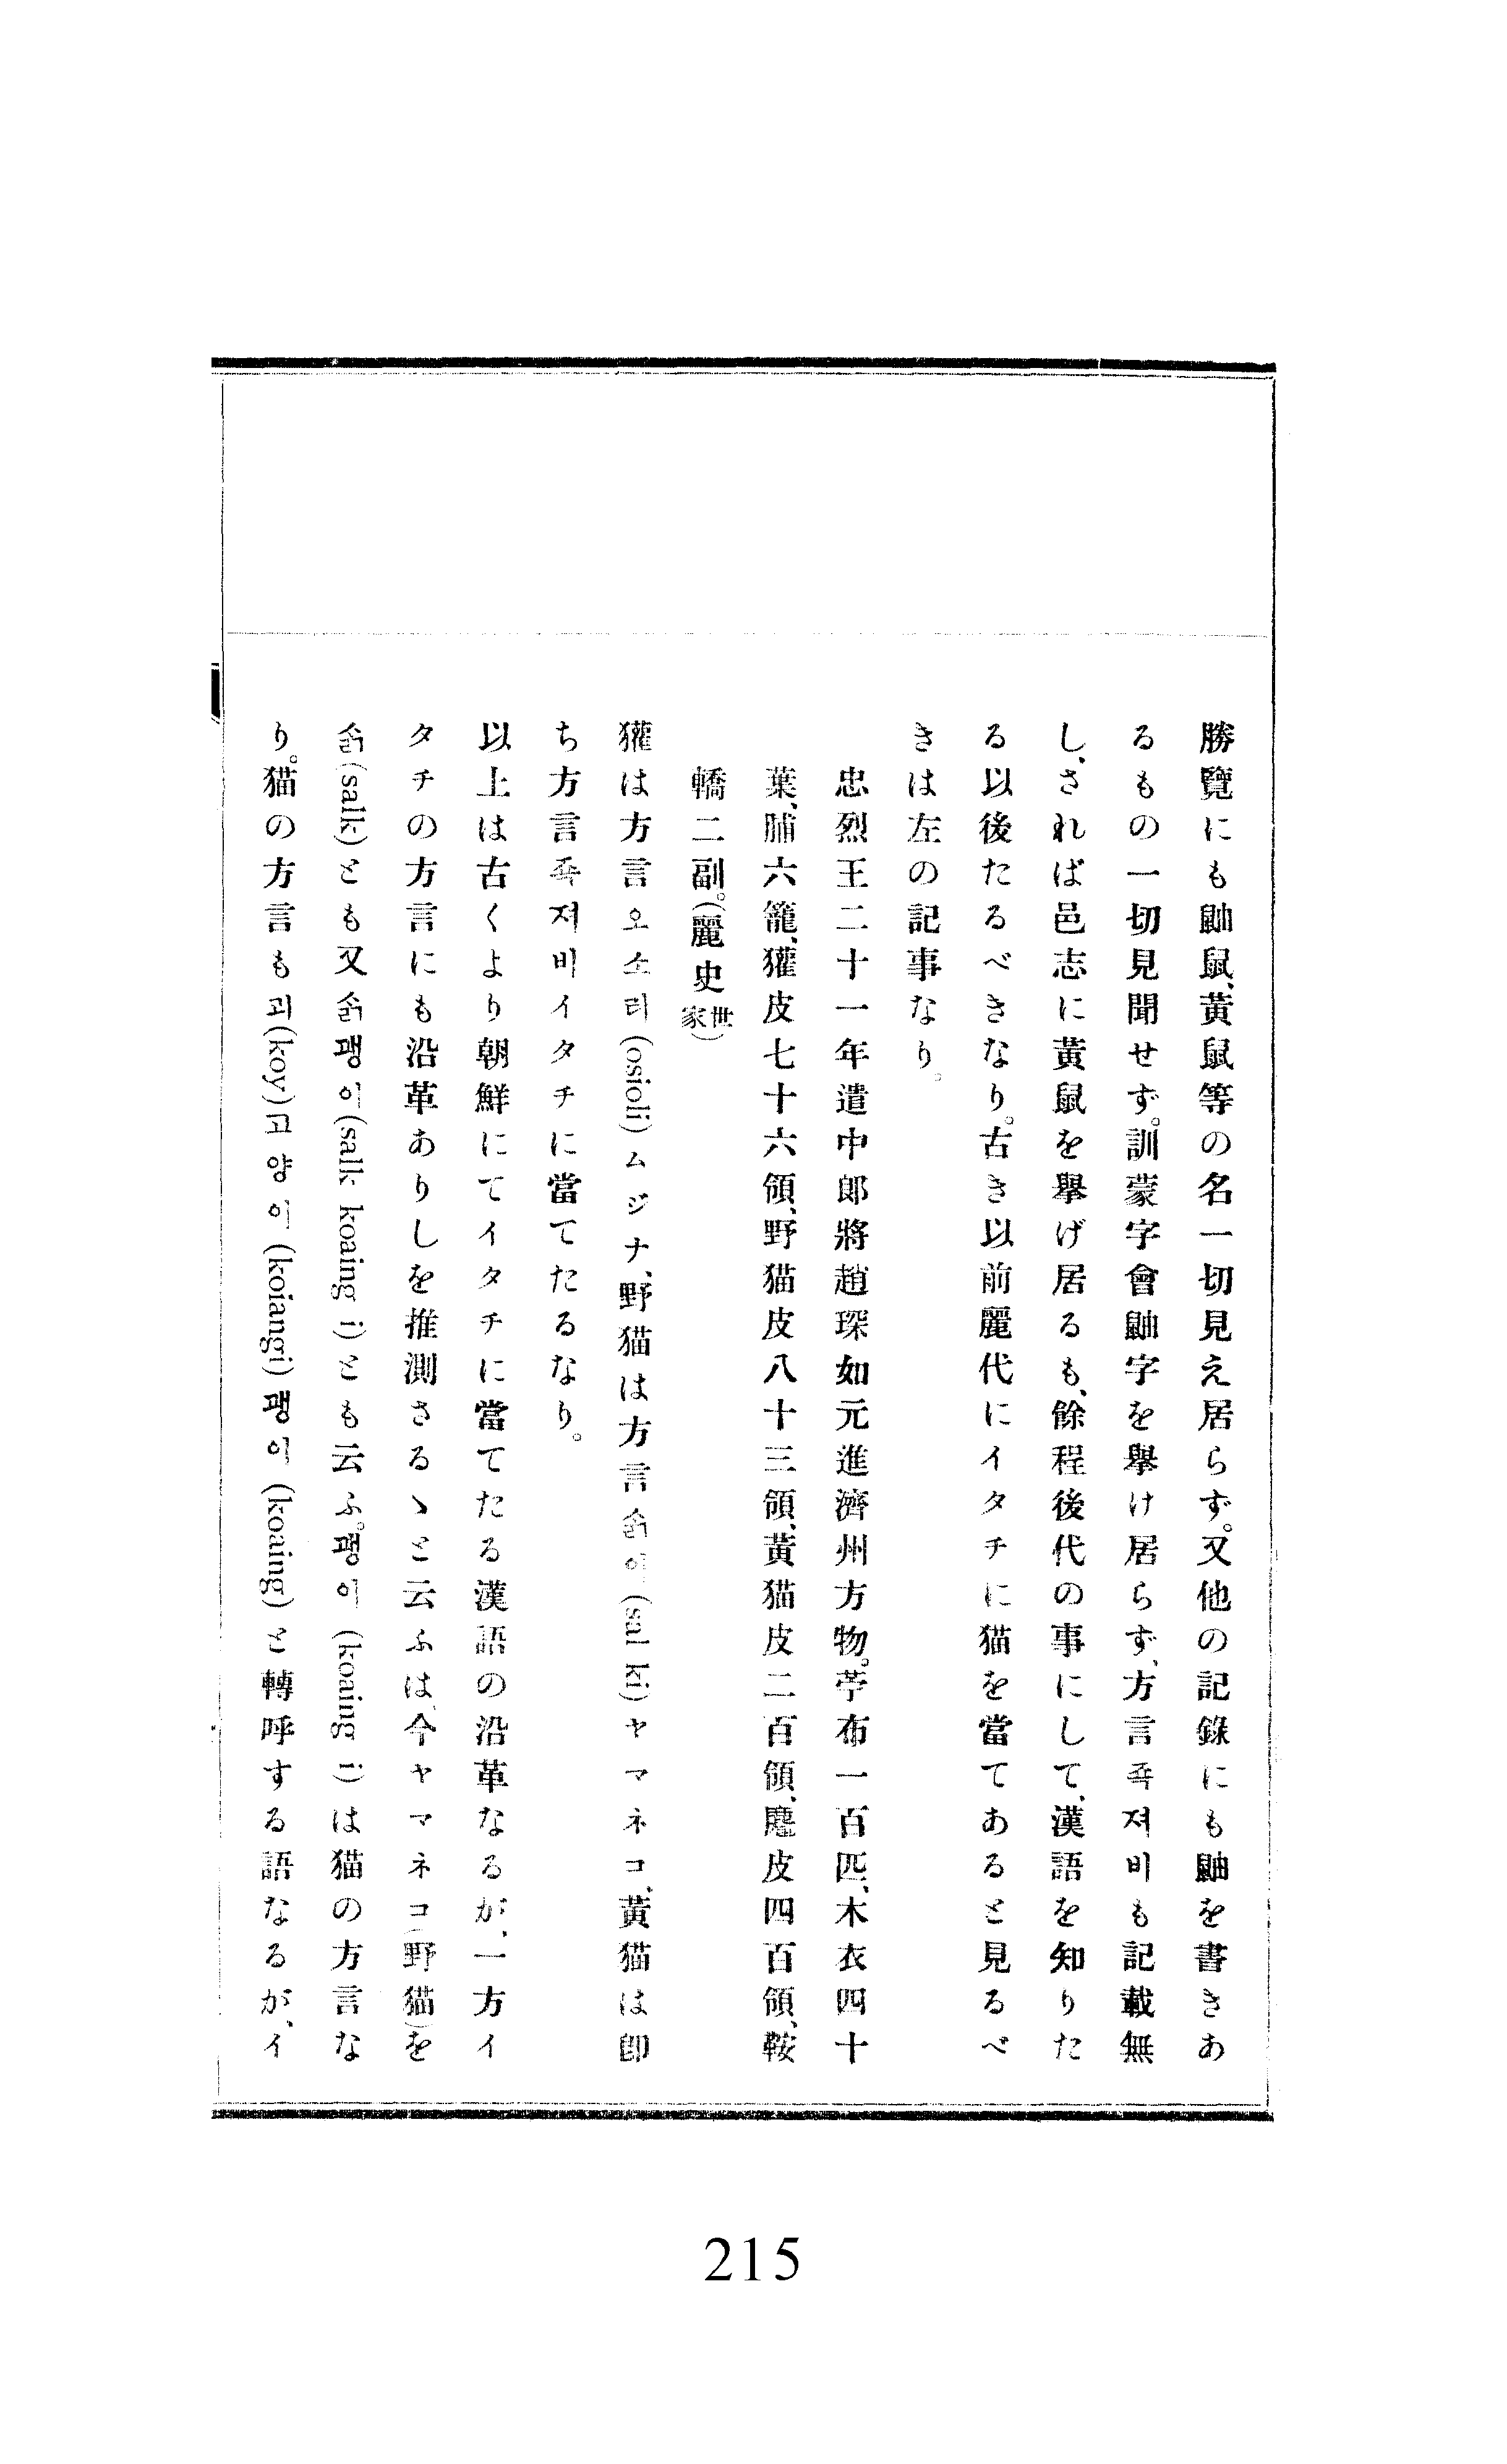 勝覽にも鼬鼠、黃鼠等の名一切見え居らず。又他の記錄にも鼬を書きあ
るもの一切見聞せず。訓蒙字會鼬字を擧け居らず、方言족져비も記載無
し、されば邑志に黃鼠を擧げ居るも、餘程後代の事にして、漢語を知りた
る以後たるべきなり。古き以前麗代にイタチに猫を當てあると見るべ
きは左の記事なり。
忠烈王二十一年遣中郞將趙琛如元進濟州方物。苧布一百匹、木衣四十
葉、脯六籠、獾皮七十六領、野猫皮八十三領、黃猫皮二百領、麀皮四百領、鞍
轎二副。(麗史世家)
獾は方言오소리(osioli)ムジナ、野猫は方言슭이(sal ki)ヤマネコ、黃猫は卽
ち方言족져비イタチに當てたるなり。
以上は古くより朝鮮にてイタチに當てたる漢語の沿革なるが、一方イ
タチの方言にも沿革ありしを推測さるゝと云ふは、今ヤマネコ(野猫)を
슭(salk)とも又슭괭이(salk koaing i)とも云ふ。괭이(koaing i)は猫の方言な
り。猫の方言も괴(koy)고양이(koiangi)괭이(koaing)と轉呼する語なるが、イ
215